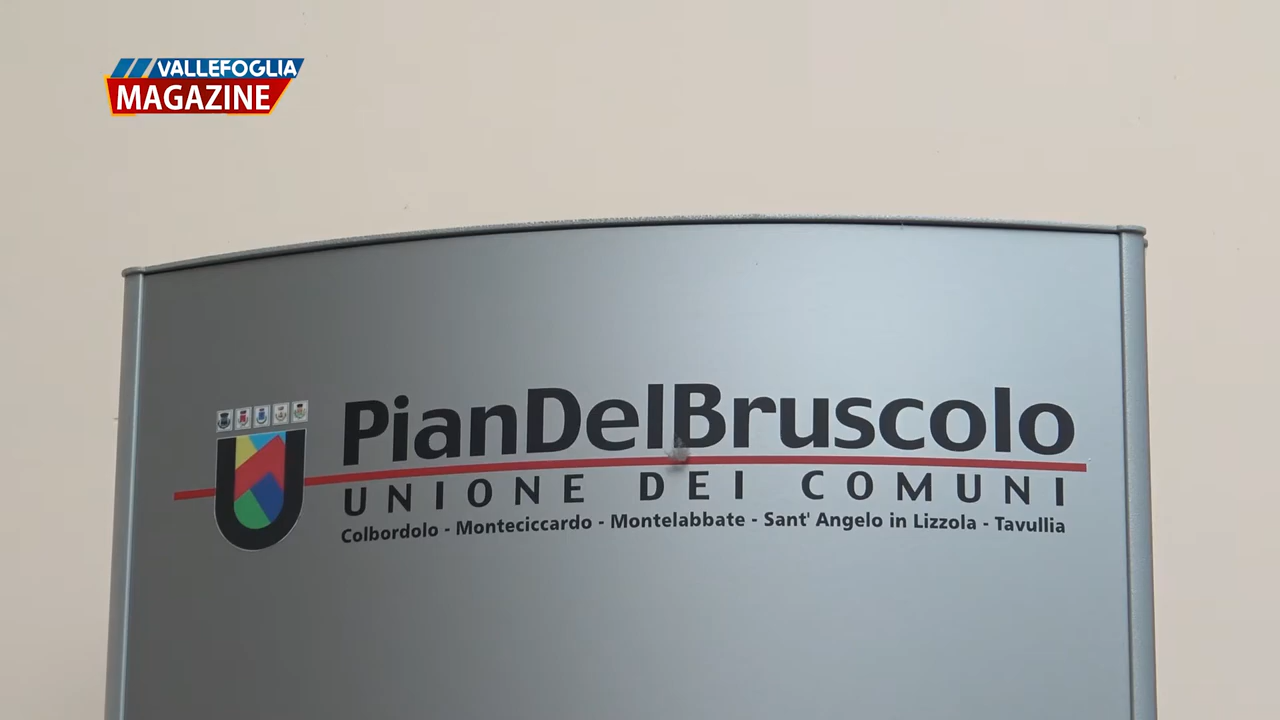 VALLEFOGLIA
MAGAZINE
PianDelBruscolo
UNIONE DEI COMUNI
Colbordolo - Monteciccardo - Montelabbate - Sant' Angelo in Lizzola - Tavullia